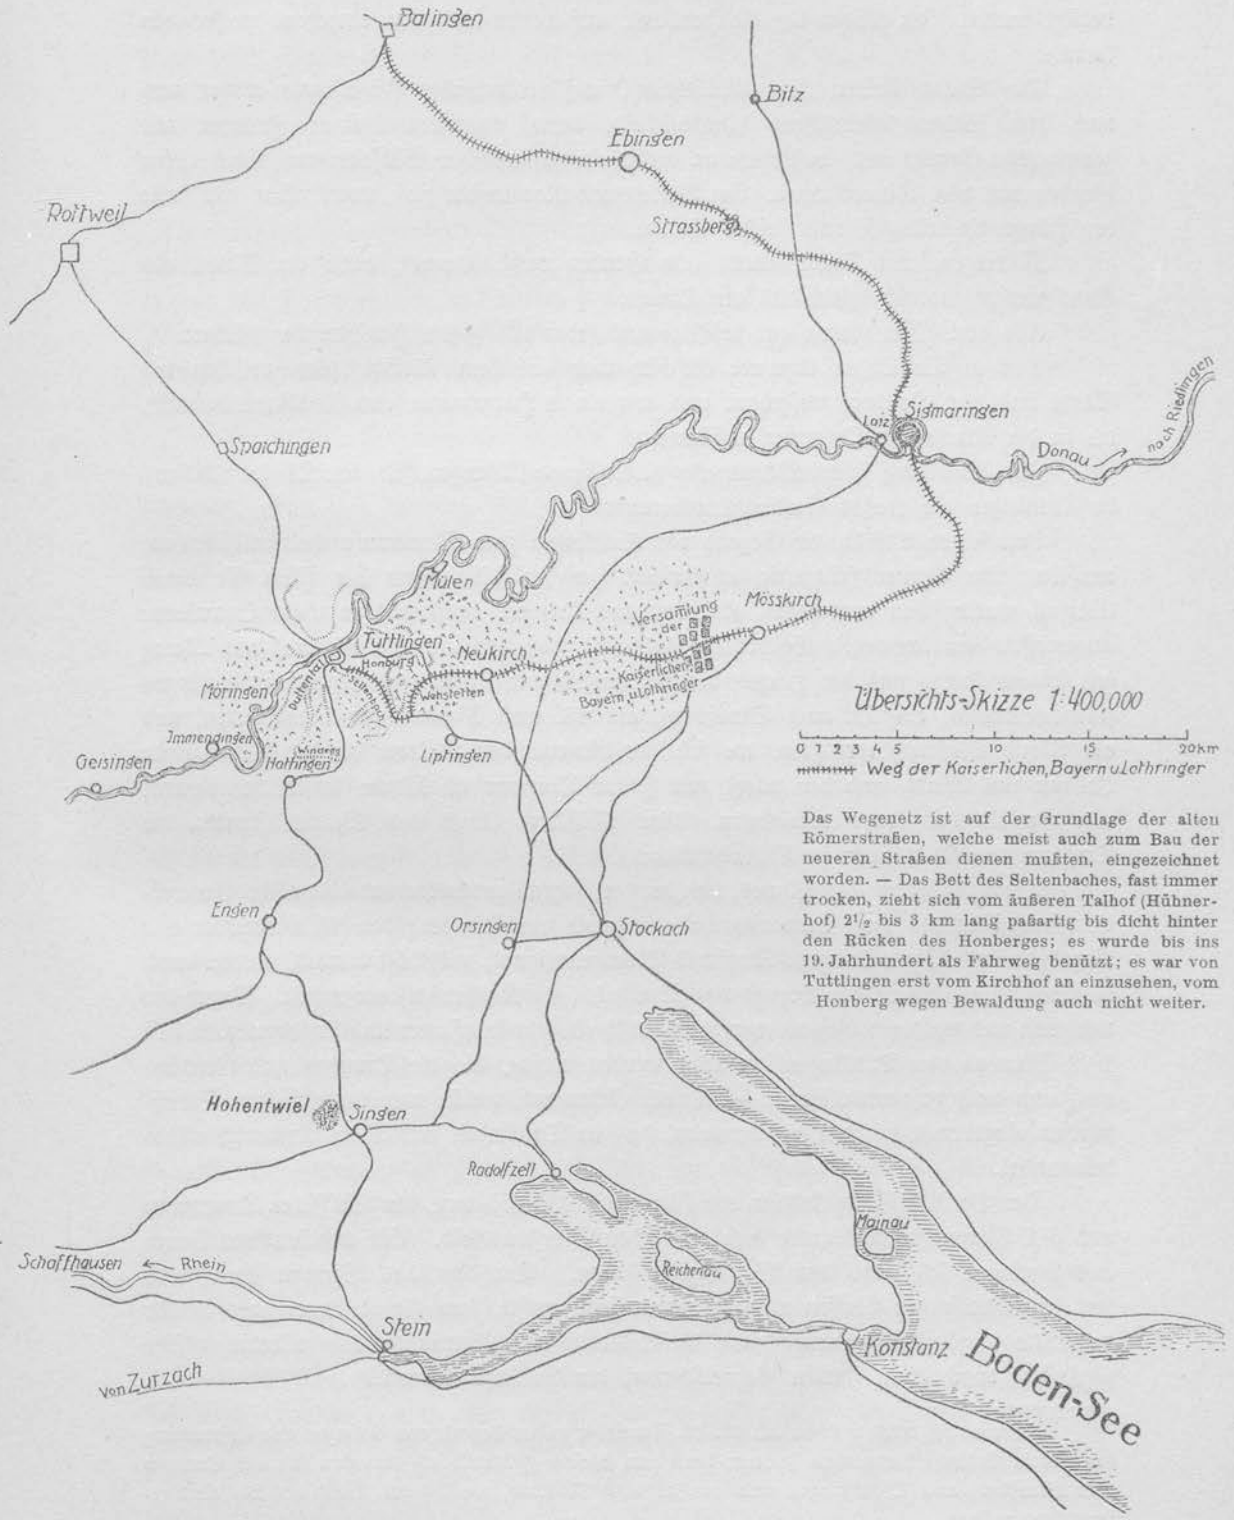 Balingen
Bitz
Ebingen
Strassberg
Rottweil
Laiz
Sigmaringen
Donau
nach Riedlingen
Spaichingen
Mülen
Tuttlingen
Honburg
Neukirch
Versamlung
der
Kaiserlichen
Bayern u Lothringer
Mösskirch
Möringen
Duttental
Seltenbach
Wehstetten
Immendingen
Geisingen
Hattingen
Windegg
Liptingen
Übersichts-Skizze 1:400,000
0 1 2 3 4 5 10 15 20 km
Weg der Kaiserlichen, Bayern u Lothringer
Das Wegenetz ist auf der Grundlage der alten
Römerstraßen, welche meist auch zum Bau der
neueren Straßen dienen mußten, eingezeichnet
worden. — Das Bett des Seltenbaches, fast immer
trocken, zieht sich vom äußeren Talhof (Hühner-
hof) 2½ bis 3 km lang paßartig bis dicht hinter
den Rücken des Honberges; es wurde bis ins
19. Jahrhundert als Fahrweg benützt; es war von
Tuttlingen erst vom Kirchhof an einzusehen, vom
Honberg wegen Bewaldung auch nicht weiter.
Engen
Orsingen
Stockach
Hohentwiel
Singen
Radolfzell
Mainau
Reichenau
Schaffhausen
Rhein
Stein
Konstanz
von Zurzach
Boden-See